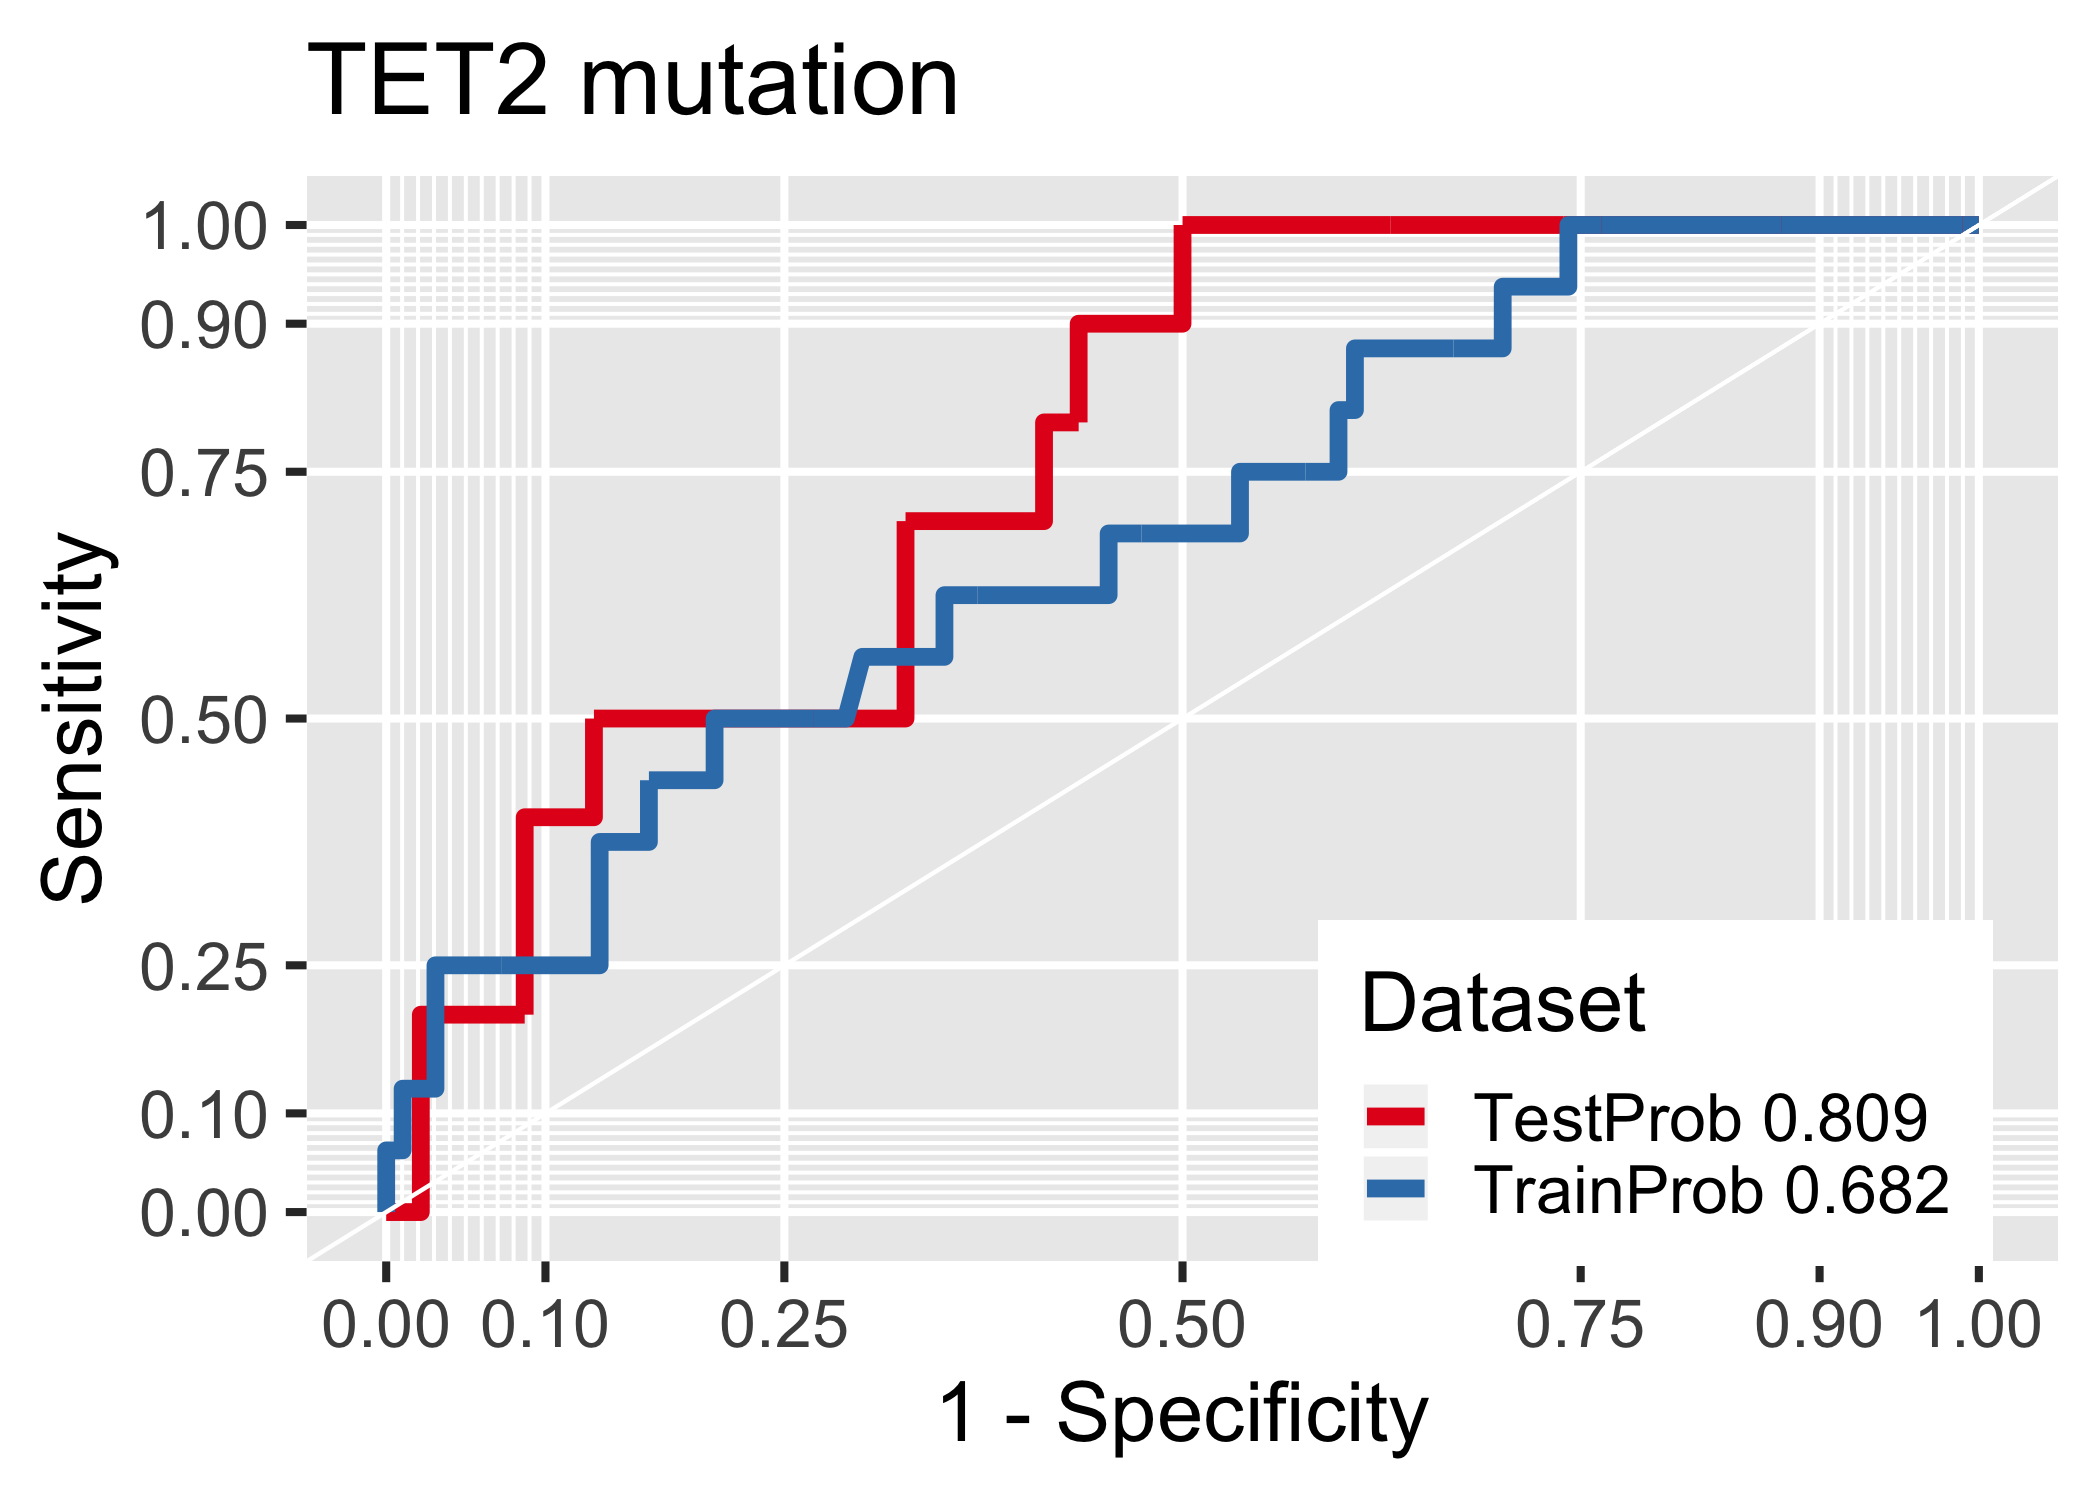 TET2 mutation
1.00
0.90
0.75
0.50
0.25
0.10
0.00
Sensitivity
Dataset
TestProb 0.809
TrainProb 0.682
0.00 0.10 0.25 0.50 0.75 0.90 1.00
1 - Specificity